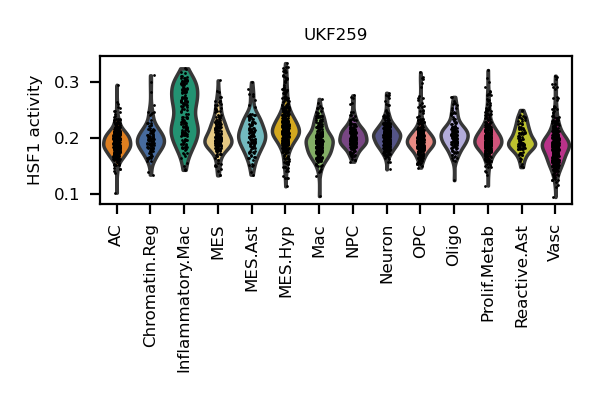 UKF259
HSF1 activity
0.3
0.2
0.1
AC
Chromatin.Reg
Inflammatory.Mac
MES
MES.Ast
MES.Hyp
Mac
NPC
Neuron
OPC
Oligo
Prolif.Metab
Reactive.Ast
Vasc